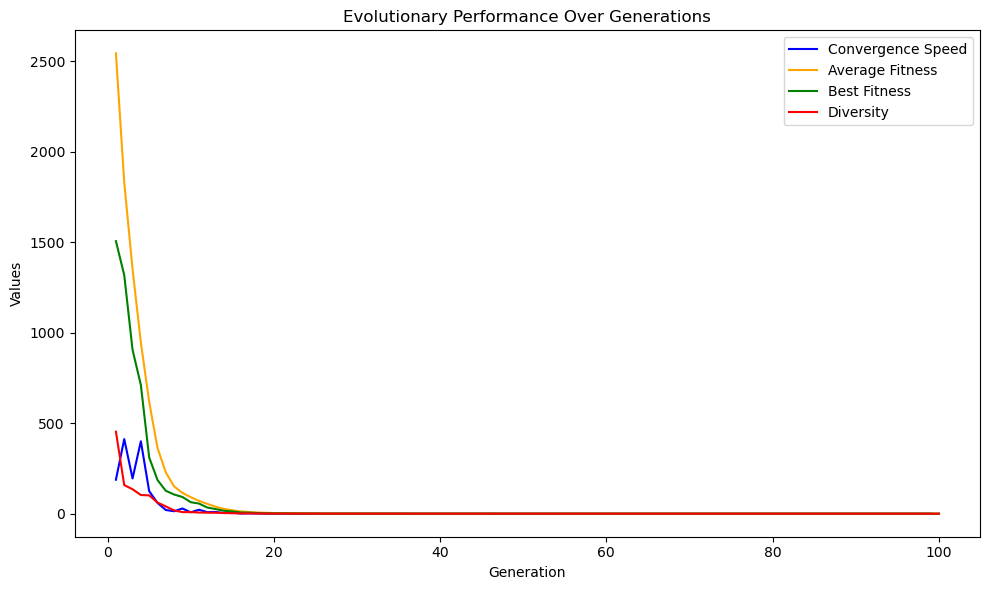 Evolutionary Performance Over Generations
Convergence Speed
Average Fitness
Best Fitness
Diversity
Values
2500
2000
1500
1000
500
0
0 20 40 60 80 100
Generation